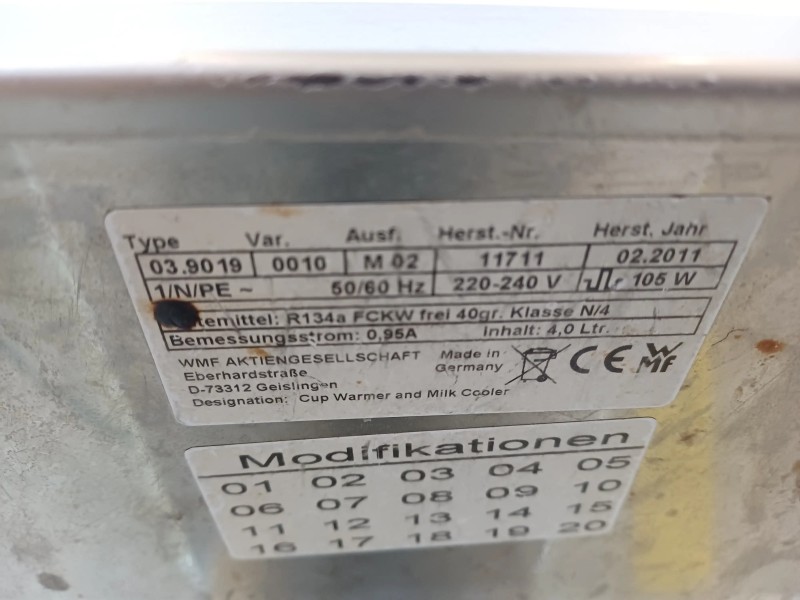 Type Var. Ausf. Herst.-Nr. Herst. Jahr
03.9019 0010 M 02 11711 02.2011
1/N/PE ~ 50/60 Hz 220-240 V 105 W
R134a FCKW frei 40gr. Klasse N/4
Bemessungsstrom: 0,95A Inhalt: 4,0 Ltr.
WMF AKTIENGESELLSCHAFT
Eberhardstraße
D-73312 Geislingen
Made in
Germany
CE
WMF
Designation: Cup Warmer and Milk Cooler
Modifikationen
01 02 03 04 05
06 07 08 09 10
11 12 13 14 15
16 17 18 19 20